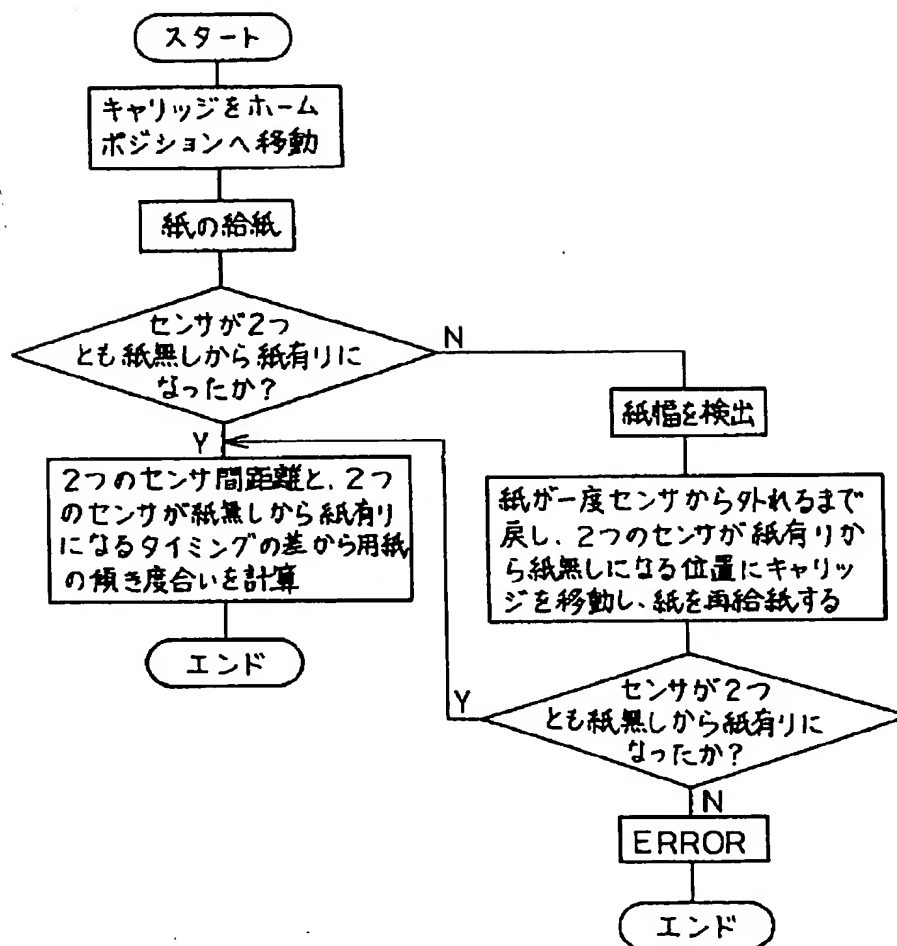 スタート
キャリッジをホーム
ポジションへ移動
紙の給紙
センサが2つ
とも紙無しから紙有りに
なったか?
N
Y
2つのセンサ間距離と、2つ
のセンサが紙無しから紙有り
になるタイミングの差から用紙
の傾き度合いを計算
エンド
紙幅を検出
紙が一度センサから外れるまで
戻し、2つのセンサが紙有りか
ら紙無しになる位置にキャリッ
ジを移動し、紙を再給紙する
センサが2つ
とも紙無しから紙有りに
なったか?
Y
N
ERROR
エンド